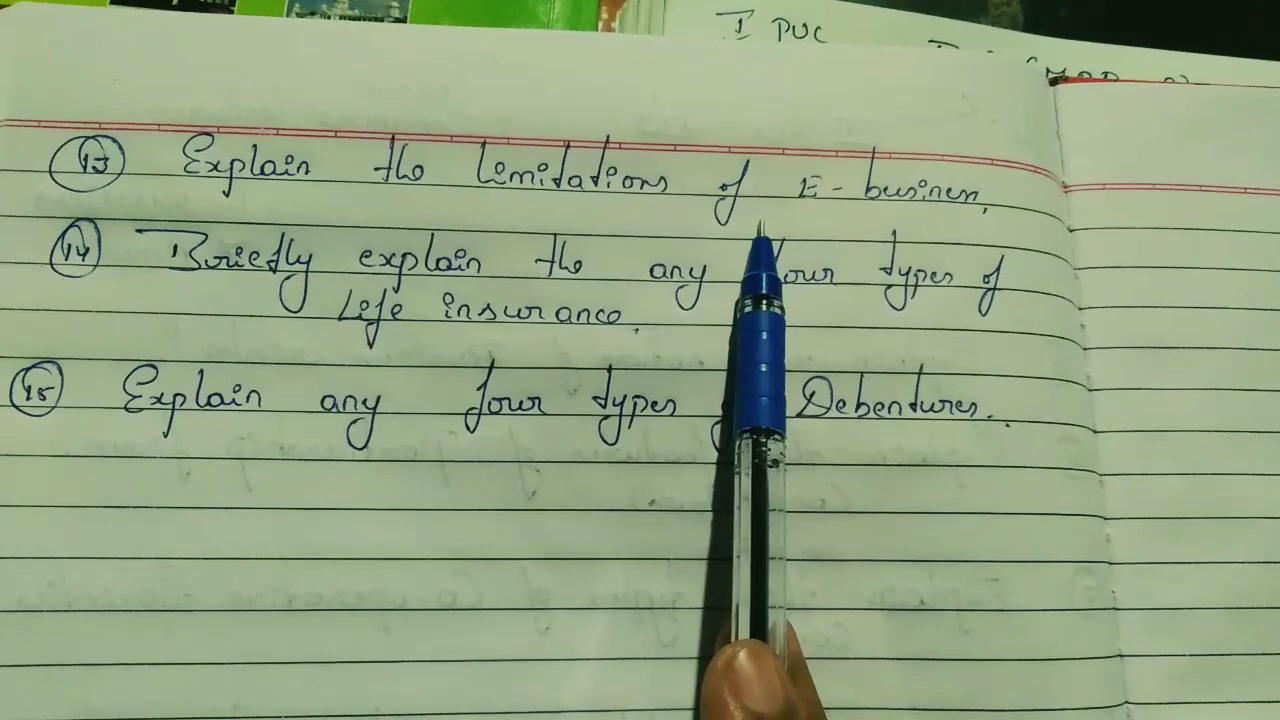 I PUC
13 Explain the limitations of E-business.
14 Briefly explain the any four types of
Life insurance.
15 Explain any four types Debentures.